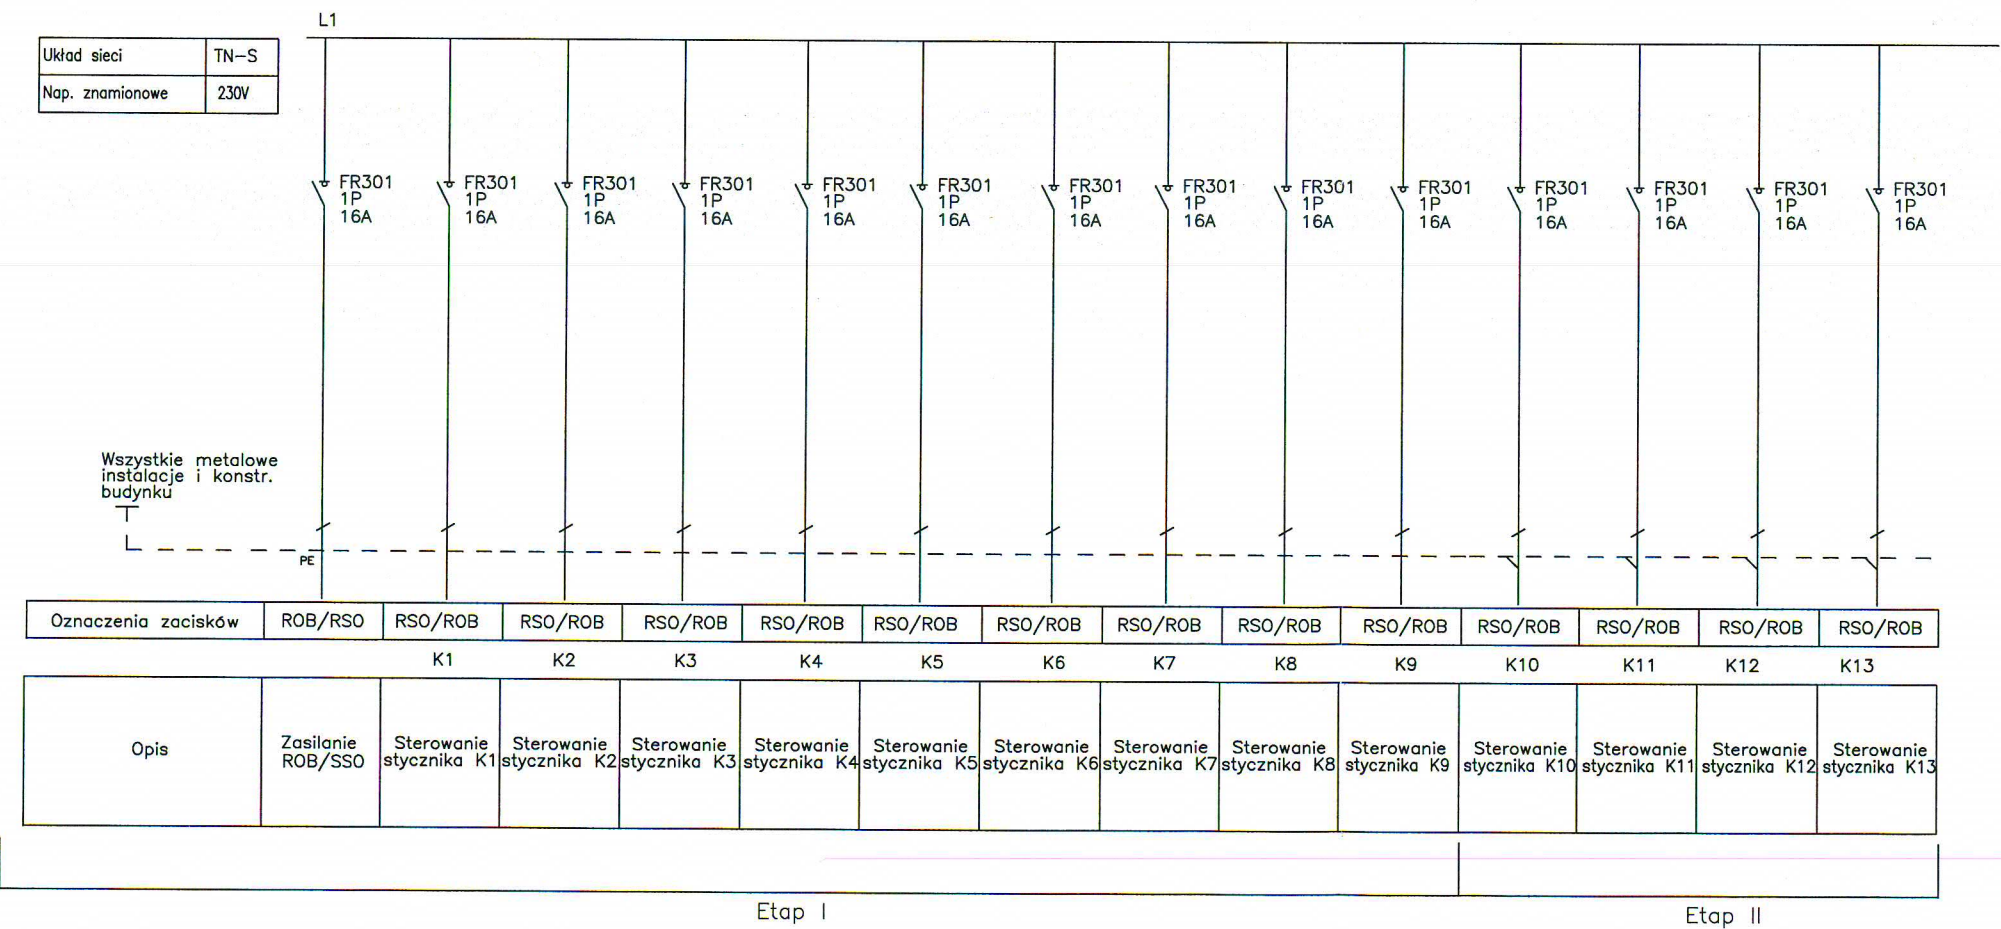 L1
Układ sieci TN-S
Nap. znamionowe 230V
FR301 FR301 FR301 FR301 FR301 FR301 FR301 FR301 FR301 FR301 FR301 FR301 FR301 FR301
1P 1P 1P 1P 1P 1P 1P 1P 1P 1P 1P 1P 1P 1P
16A 16A 16A 16A 16A 16A 16A 16A 16A 16A 16A 16A 16A 16A
Wszystkie metalowe
instalacje i konstr.
budynku
PE
Oznaczenia zacisków ROB/RSO RSO/ROB RSO/ROB RSO/ROB RSO/ROB RSO/ROB RSO/ROB RSO/ROB RSO/ROB RSO/ROB RSO/ROB RSO/ROB RSO/ROB RSO/ROB
K1 K2 K3 K4 K5 K6 K7 K8 K9 K10 K11 K12 K13
Opis
Zasilanie
ROB/SSO
Sterowanie
stycznika K1
Sterowanie
stycznika K2
Sterowanie
stycznika K3
Sterowanie
stycznika K4
Sterowanie
stycznika K5
Sterowanie
stycznika K6
Sterowanie
stycznika K7
Sterowanie
stycznika K8
Sterowanie
stycznika K9
Sterowanie
stycznika K10
Sterowanie
stycznika K11
Sterowanie
stycznika K12
Sterowanie
stycznika K13
Etap I
Etap II